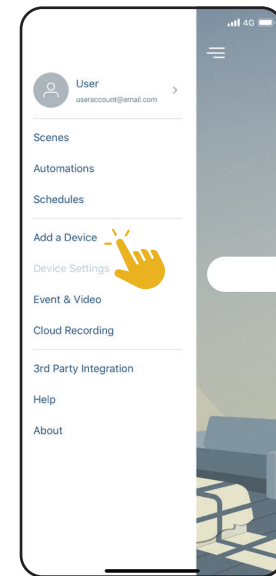 4G
User
useraccount@email.com
Scenes
Automations
Schedules
Add a Device
Device Settings
Event & Video
Cloud Recording
3rd Party Integration
Help
About